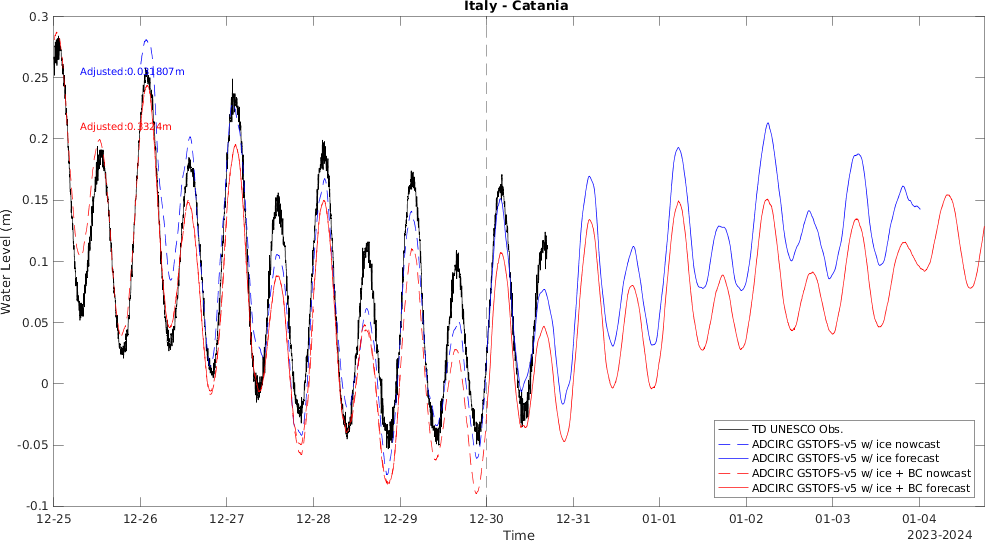 Italy - Catania
0.3
0.25
0.2
0.15
0.1
0.05
0
-0.05
-0.1
Water Level (m)
Adjusted:0.031807m
Adjusted:0.1324m
TD UNESCO Obs.
ADCIRC GSTOFS-v5 w/ ice nowcast
ADCIRC GSTOFS-v5 w/ ice forecast
ADCIRC GSTOFS-v5 w/ ice + BC nowcast
ADCIRC GSTOFS-v5 w/ ice + BC forecast
12-25 12-26 12-27 12-28 12-29 12-30 12-31 01-01 01-02 01-03 01-04
Time
2023-2024